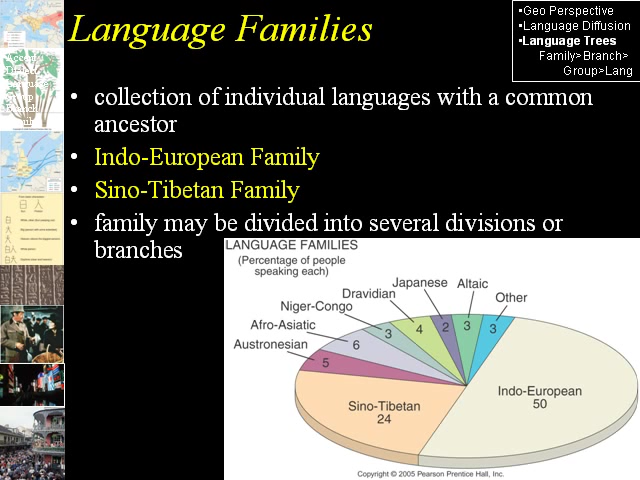 Language Families
•Geo Perspective
•Language Diffusion
•Language Trees
Family>Branch>
Group>Lang
• collection of individual languages with a common
ancestor
• Indo-European Family
• Sino-Tibetan Family
• family may be divided into several divisions or
branches
LANGUAGE FAMILIES
(Percentage of people
speaking each)
Japanese
Altaic
Dravidian
Other
Niger-Congo
Afro-Asiatic
Austronesian
5
6
3
4
2
3
3
Indo-European
50
Sino-Tibetan
24
Copyright © 2005 Pearson Prentice Hall, Inc.